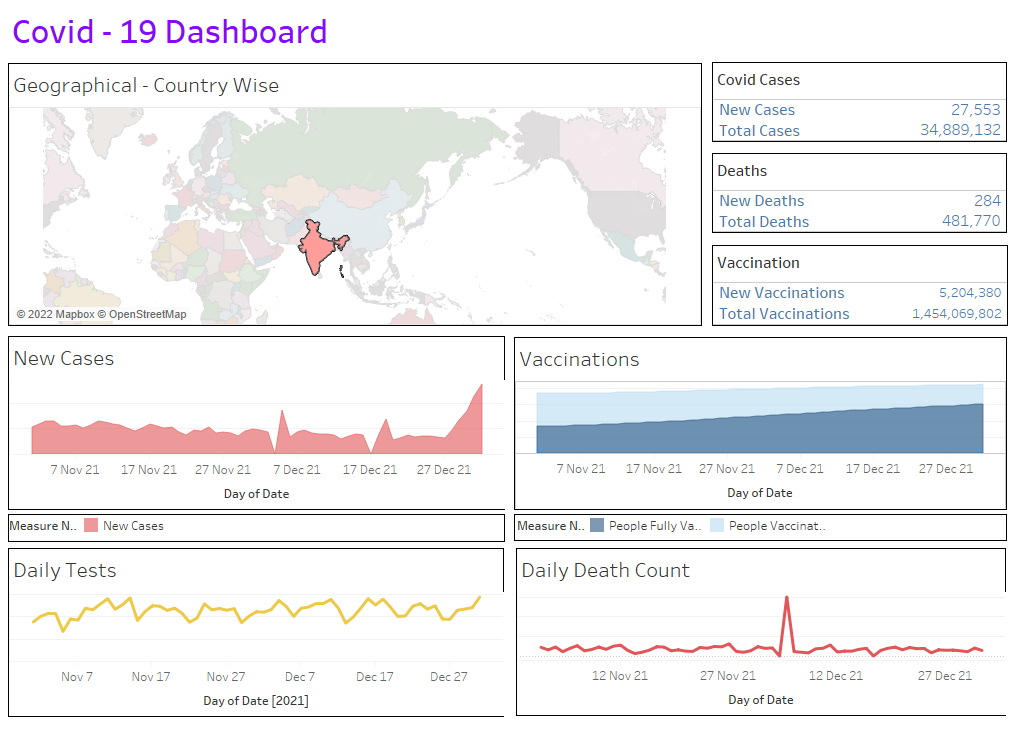 Covid - 19 Dashboard
Geographical - Country Wise
© 2022 Mapbox © OpenStreetMap
Covid Cases
New Cases 27,553
Total Cases 34,889,132
Deaths
New Deaths 284
Total Deaths 481,770
Vaccination
New Vaccinations 5,204,380
Total Vaccinations 1,454,069,802
New Cases
7 Nov 21 17 Nov 21 27 Nov 21 7 Dec 21 17 Dec 21 27 Dec 21
Day of Date
Measure N.. New Cases
Vaccinations
7 Nov 21 17 Nov 21 27 Nov 21 7 Dec 21 17 Dec 21 27 Dec 21
Day of Date
Measure N.. People Fully Va.. People Vaccinat..
Daily Tests
Nov 7 Nov 17 Nov 27 Dec 7 Dec 17 Dec 27
Day of Date [2021]
Daily Death Count
12 Nov 21 27 Nov 21 12 Dec 21 27 Dec 21
Day of Date